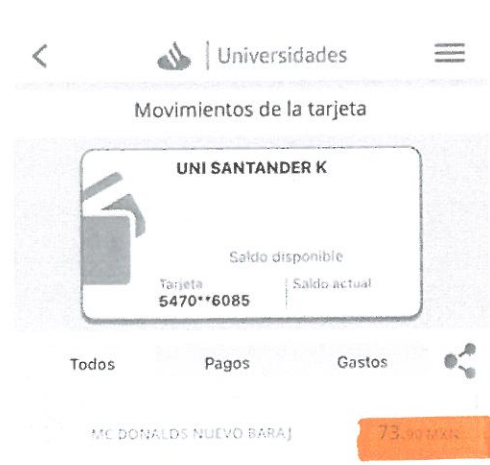 Universidades
Movimientos de la tarjeta
UNI SANTANDER K
Saldo disponible
Tarjeta Saldo actual
5470**6085
Todos Pagos Gastos
MC DONALDS NUEVO BARAJ 73.90 MXN